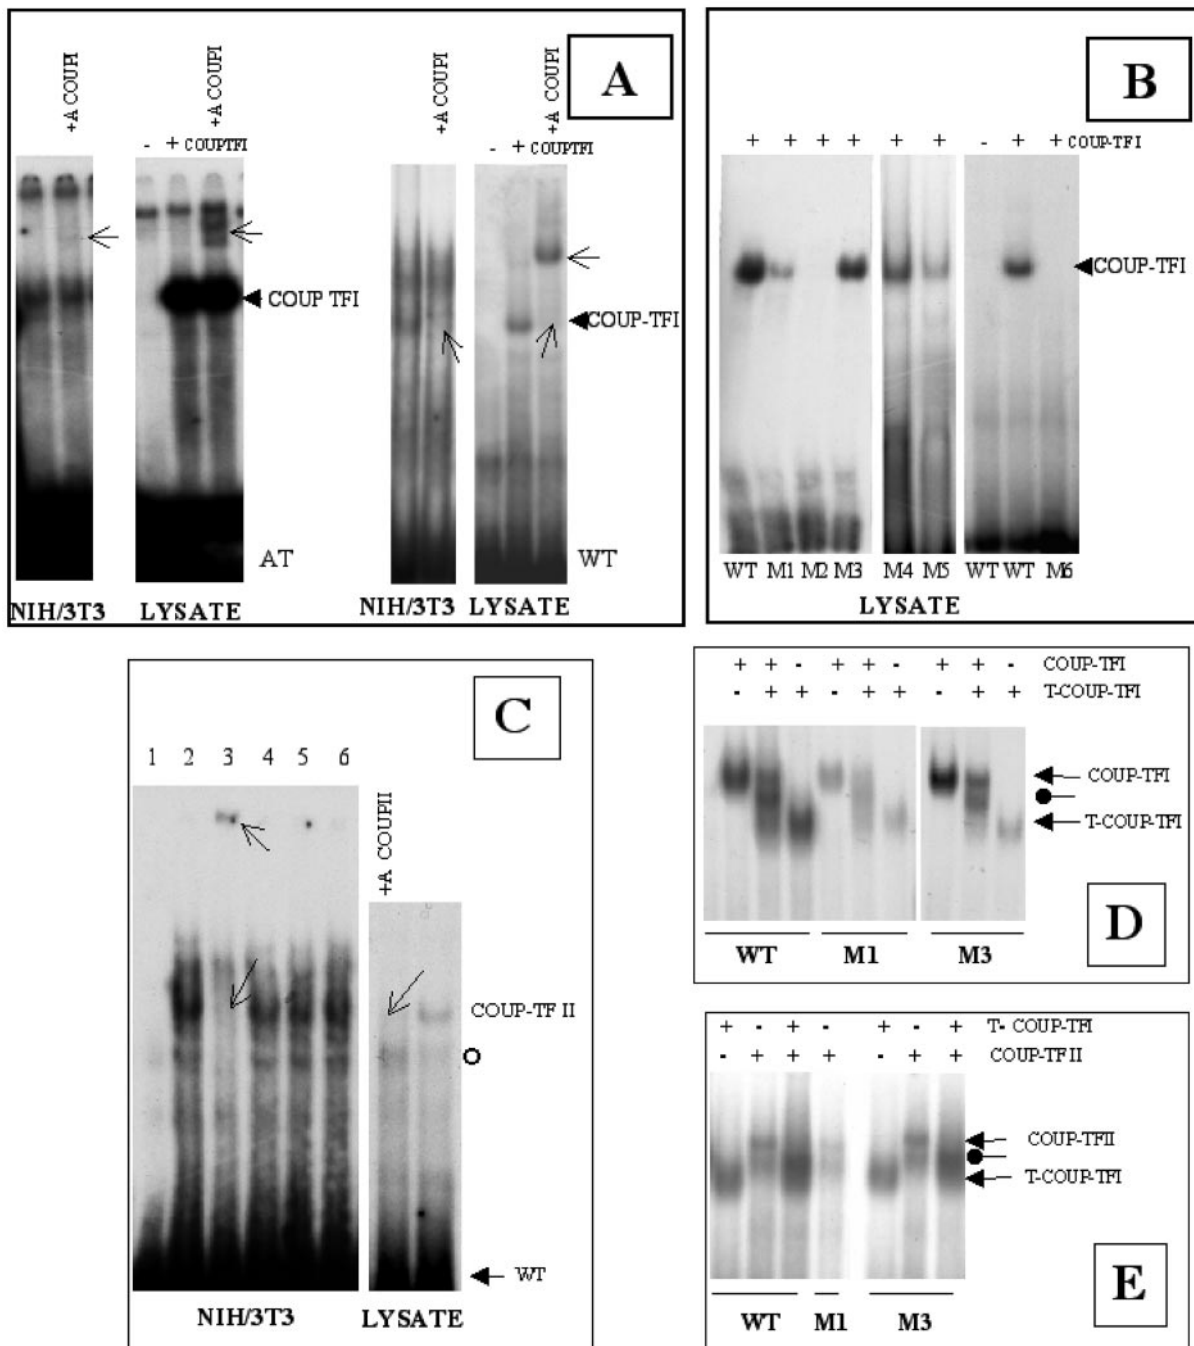 A
+A COUPI
+A COUPI
- + COUPTFI
COUP TFI
AT
NIH/3T3 LYSATE
+A COUPI
+A COUPI
- + COUPTFI
COUP-TFI
WT
NIH/3T3 LYSATE
B
+ + + + + + - + + COUP-TFI
COUP-TFI
WT M1 M2 M3 M4 M5 WT WT M6
LYSATE
C
1 2 3 4 5 6
+A COUPII
COUP-TF II
WT
NIH/3T3 LYSATE
+ + - + + - + + - COUP-TFI
- + + - + + - + + T-COUP-TFI
COUP-TFI
T-COUP-TFI
WT M1 M3
D
+ - + - + - + T- COUP-TFI
- + + + - + + COUP-TFII
COUP-TFII
T-COUP-TFI
WT M1 M3
E